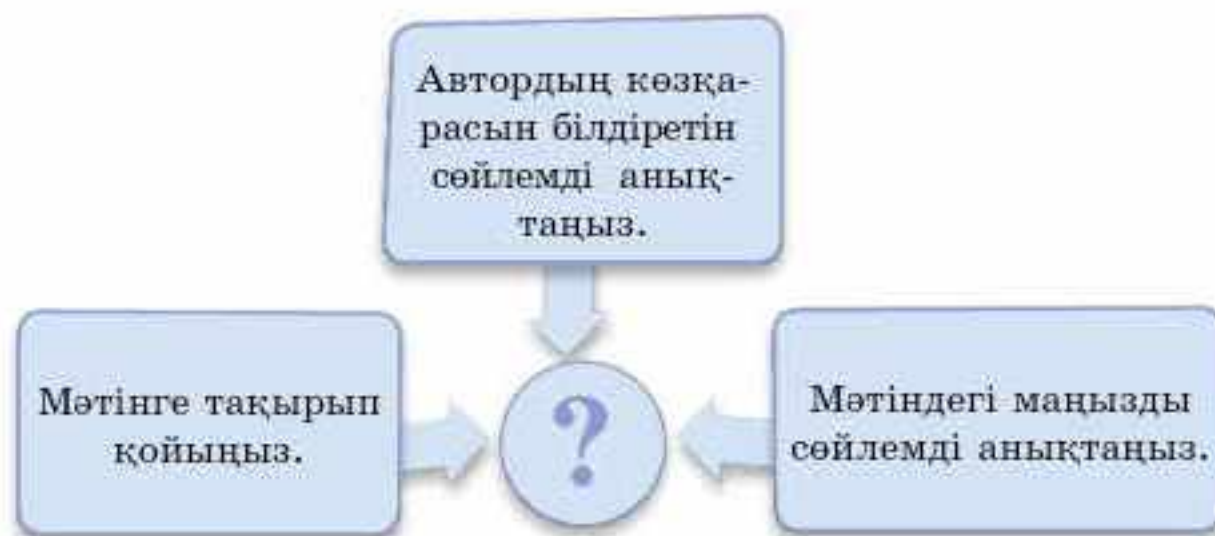 Автордың көзқа-
расын білдіретін
сөйлемді анық-
таңыз.
Мәтінге тақырып
қойыңыз.
?
Мәтіндегі маңызды
сөйлемді анықтаңыз.